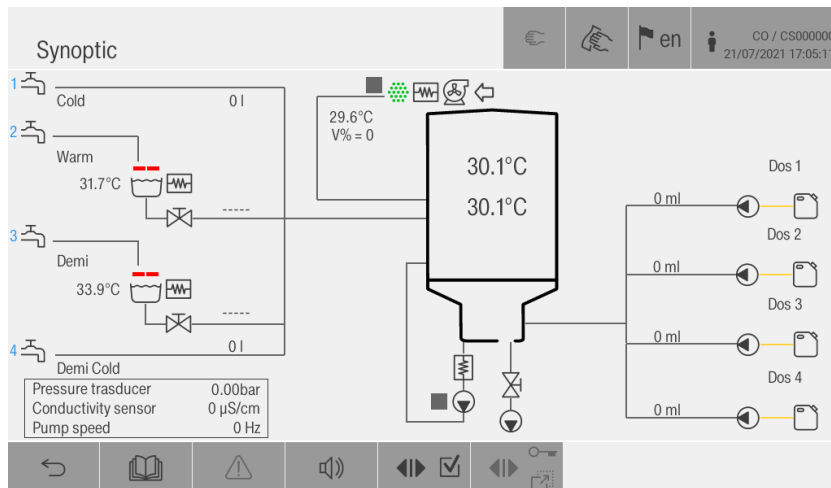 Synoptic
en
CO / CS000000
21/07/2021 17:05:11
1
Cold
0 l
2
Warm
31.7°C
-----
3
Demi
33.9°C
-----
4
0 l
Demi Cold
Pressure trasducer 0.00bar
Conductivity sensor 0 µS/cm
Pump speed 0 Hz
29.6°C
V% = 0
30.1°C
30.1°C
Dos 1
0 ml
Dos 2
0 ml
Dos 3
0 ml
Dos 4
0 ml